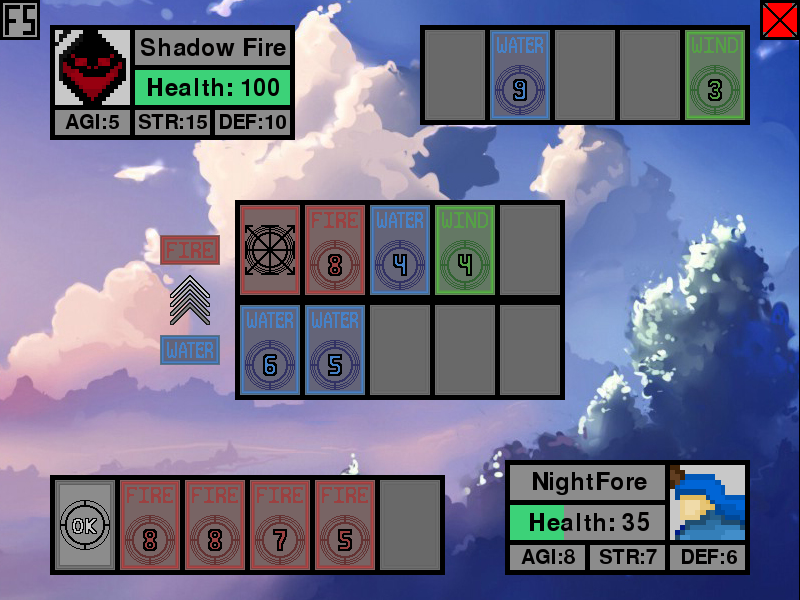 FS
Shadow Fire
Health: 100
AGI:5 STR:15 DEF:10
WATER WIND
9 3
FIRE WATER WIND
8 4 4
FIRE
WATER
WATER WATER
6 5
FIRE FIRE FIRE FIRE
OK 8 8 7 5
NightFore
Health: 35
AGI:8 STR:7 DEF:6